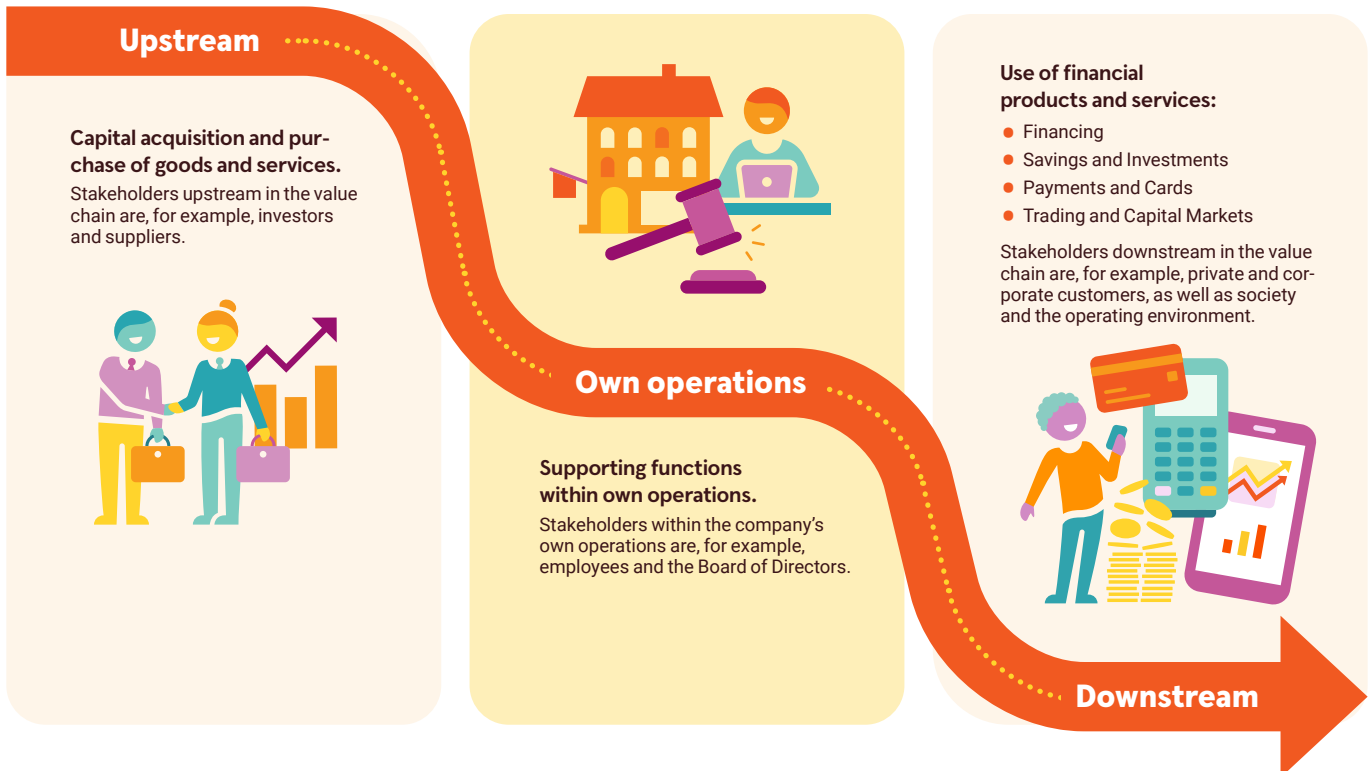 Upstream
Capital acquisition and pur-
chase of goods and services.
Stakeholders upstream in the value
chain are, for example, investors
and suppliers.
Own operations
Supporting functions
within own operations.
Stakeholders within the company’s
own operations are, for example,
employees and the Board of Directors.
Use of financial
products and services:
Financing
Savings and Investments
Payments and Cards
Trading and Capital Markets
Stakeholders downstream in the value
chain are, for example, private and cor-
porate customers, as well as society
and the operating environment.
Downstream